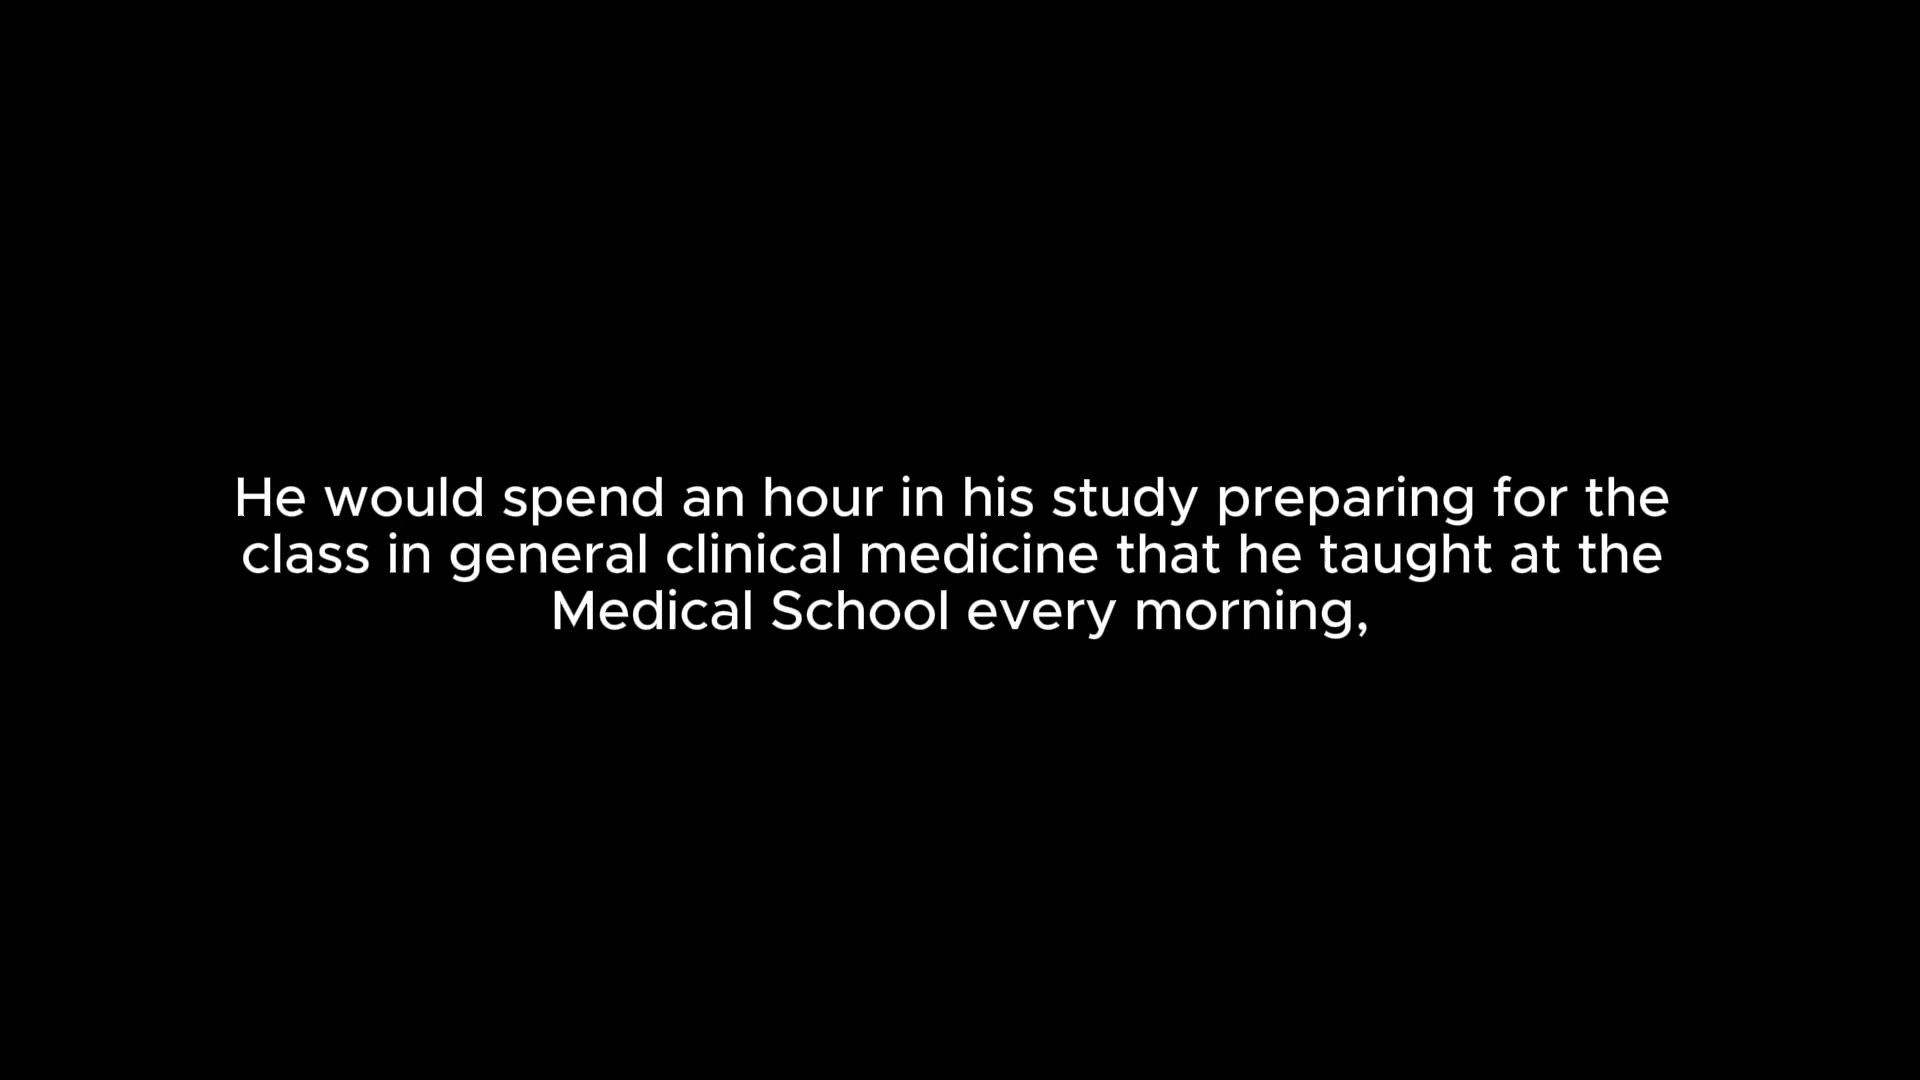 He would spend an hour in his study preparing for the
class in general clinical medicine that he taught at the
Medical School every morning,